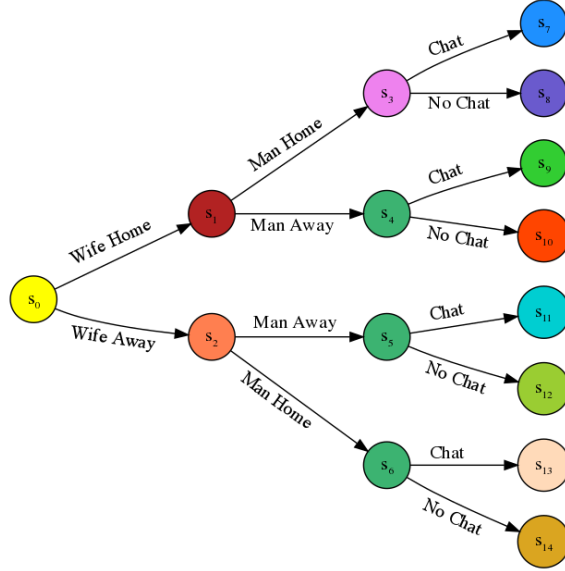 s₀
Wife Home
Wife Away
s₁
Man Home
Man Away
s₂
Man Away
Man Home
s₃
Chat
No Chat
s₄
Chat
No Chat
s₅
Chat
No Chat
s₆
Chat
No Chat
s₇
s₈
s₉
s₁₀
s₁₁
s₁₂
s₁₃
s₁₄